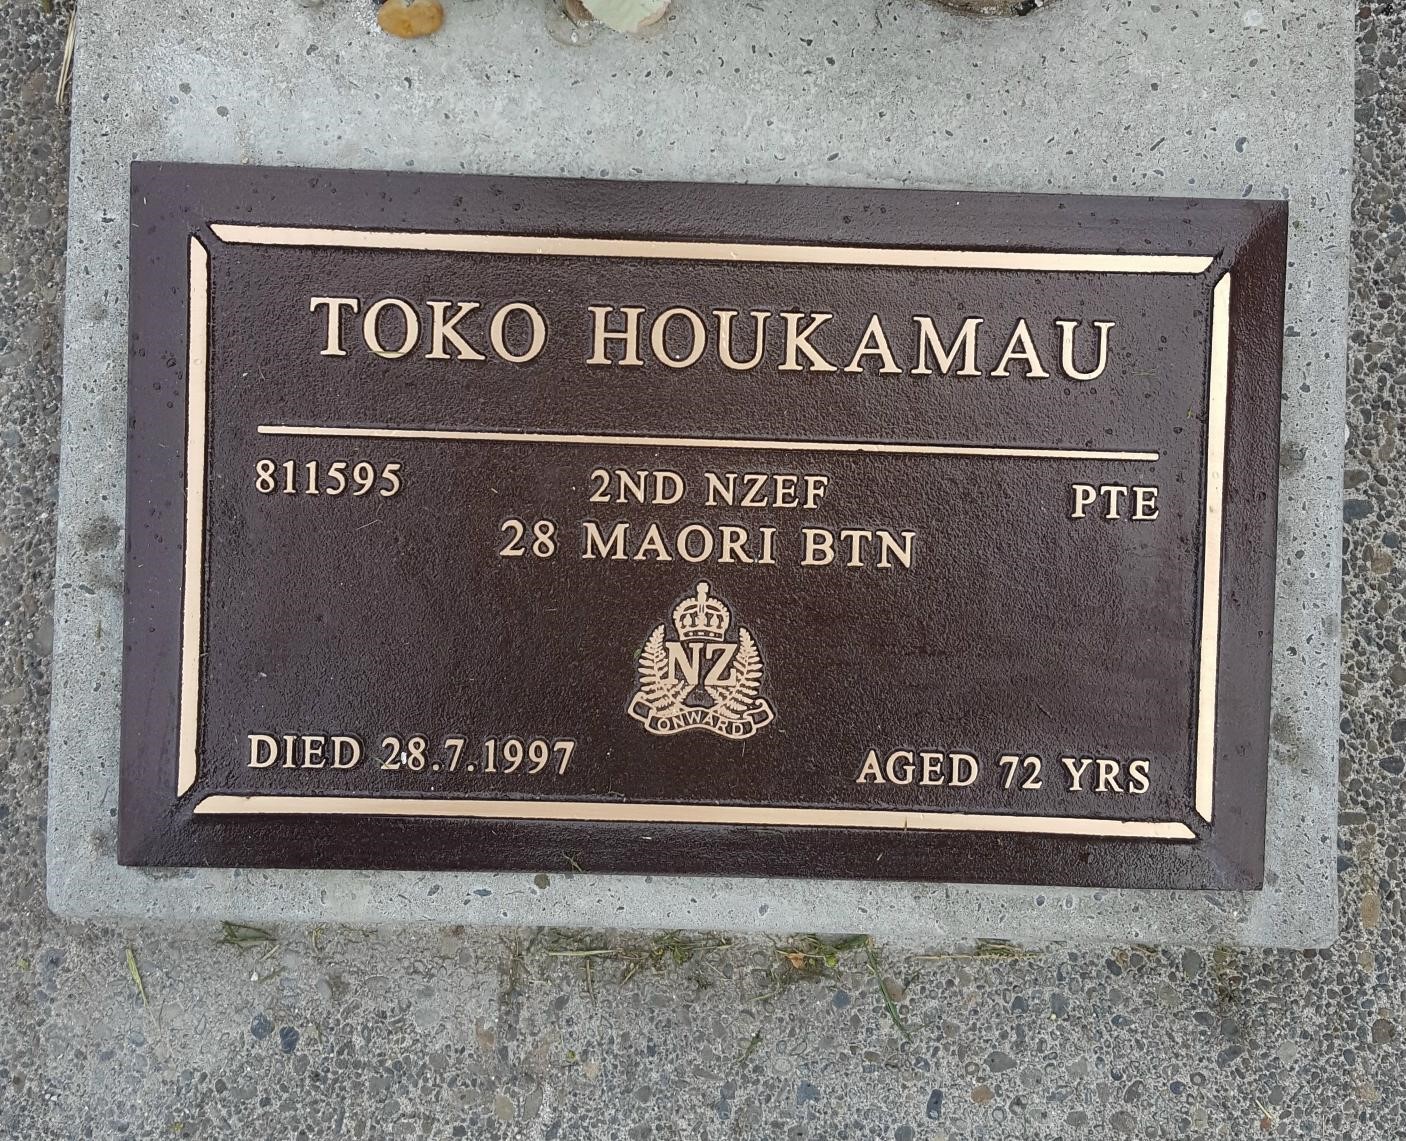 TOKO HOUKAMAU
811595 2ND NZEF PTE
28 MAORI BTN
NZ
ONWARD
DIED 28.7.1997 AGED 72 YRS